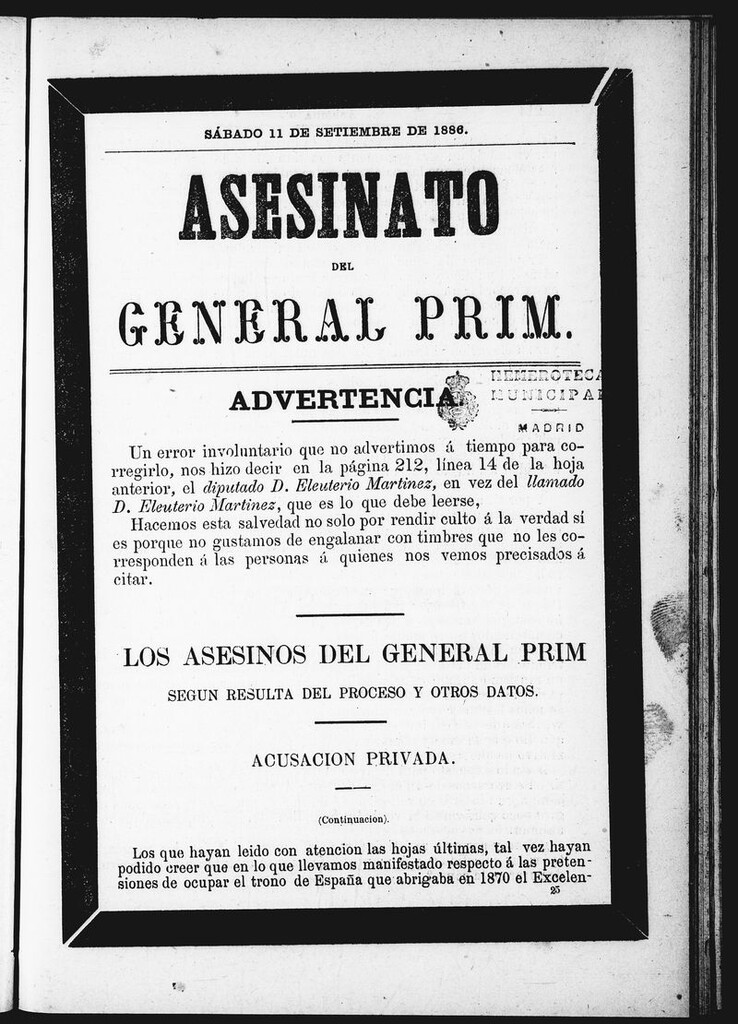 SÁBADO 11 DE SETIEMBRE DE 1886.
ASESINATO
DEL
GENERAL PRIM.
ADVERTENCIA.
HEMEROTECA
MUNICIPAL
MADRID
Un error involuntario que no advertimos á tiempo para co-
rregirlo, nos hizo decir en la página 212, línea 14 de la hoja
anterior, el diputado D. Eleuterio Martinez, en vez del llamado
D. Eleuterio Martinez, que es lo que debe leerse,
Hacemos esta salvedad no solo por rendir culto á la verdad sí
es porque no gustamos de engalanar con timbres que no les co-
rresponden á las personas á quienes nos vemos precisados á
citar.
LOS ASESINOS DEL GENERAL PRIM
SEGUN RESULTA DEL PROCESO Y OTROS DATOS.
ACUSACION PRIVADA.
(Continuacion).
Los que hayan leido con atencion las hojas últimas, tal vez hayan
podido creer que en lo que llevamos manifestado respecto á las preten-
siones de ocupar el trono de España que abrigaba en 1870 el Excelen-
25